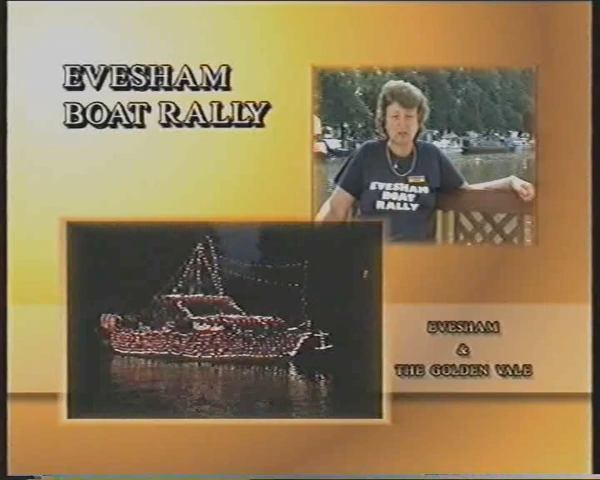 EVESHAM
BOAT RALLY
EVESHAM
BOAT
RALLY
EVESHAM
&
THE GOLDEN VALE